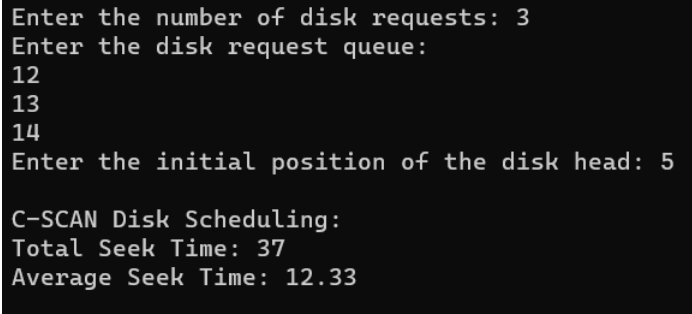 Enter the number of disk requests: 3
Enter the disk request queue:
12
13
14
Enter the initial position of the disk head: 5
C-SCAN Disk Scheduling:
Total Seek Time: 37
Average Seek Time: 12.33